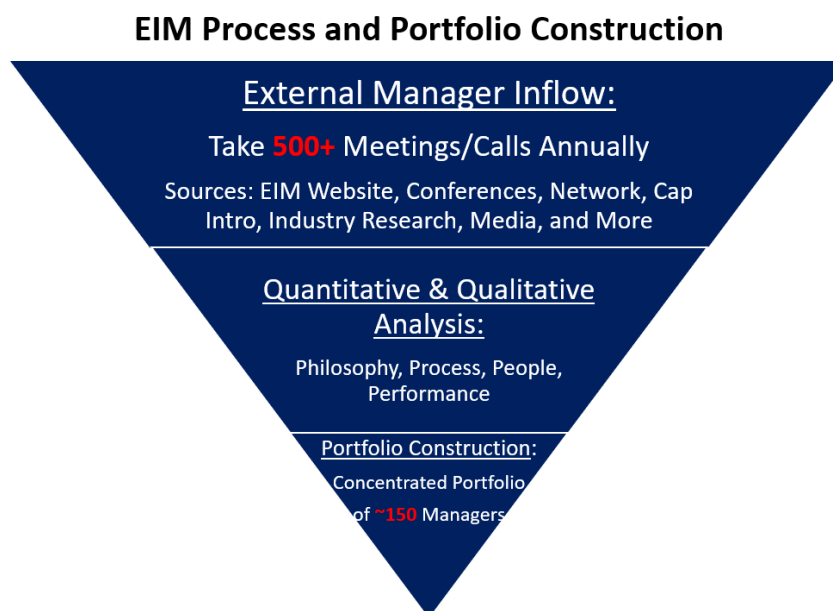 EIM Process and Portfolio Construction
External Manager Inflow:
Take 500+ Meetings/Calls Annually
Sources: EIM Website, Conferences, Network, Cap
Intro, Industry Research, Media, and More
Quantitative & Qualitative
Analysis:
Philosophy, Process, People,
Performance
Portfolio Construction:
Concentrated Portfolio
of ~150 Managers